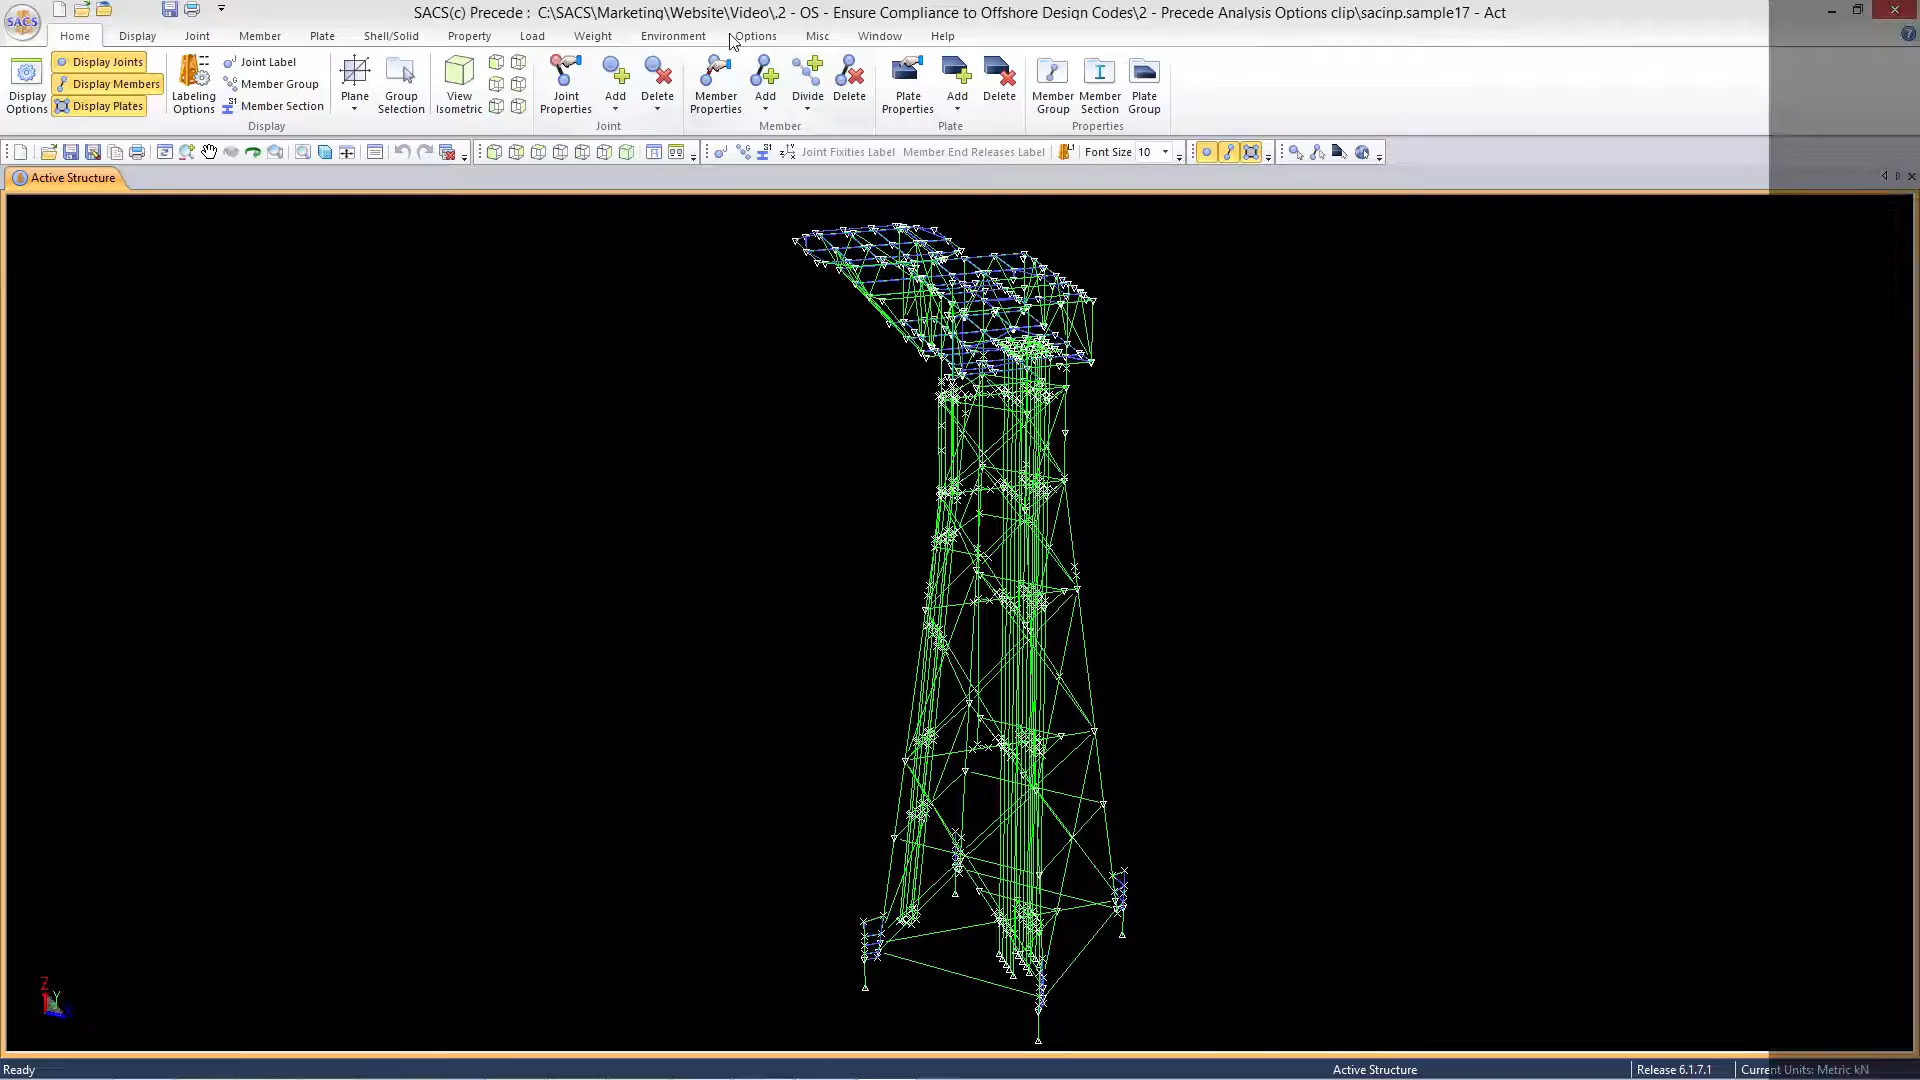 SACS(c) Precede : C:\SACS\Marketing\Website\Video\.2 - OS - Ensure Compliance to Offshore Design Codes\2 - Precede Analysis Options clip\sacinp.sample17 - Act
SACS
Home Display Joint Member Plate Shell/Solid Property Load Weight Environment Options Misc Window Help
Display Options
Display Joints
Display Members
Display Plates
Labeling Options
Joint Label
Member Group
Member Section
Display
Plane
Group Selection
View Isometric
Joint Properties
Add
Delete
Joint
Member Properties
Add
Divide
Delete
Member
Plate Properties
Add
Delete
Plate
Member Group
Member Section
Plate Group
Properties
Joint Fixities Label Member End Releases Label Font Size 10
Active Structure
Z
Y
X
Ready Active Structure Release 6.1.7.1 Current Units: Metric kN